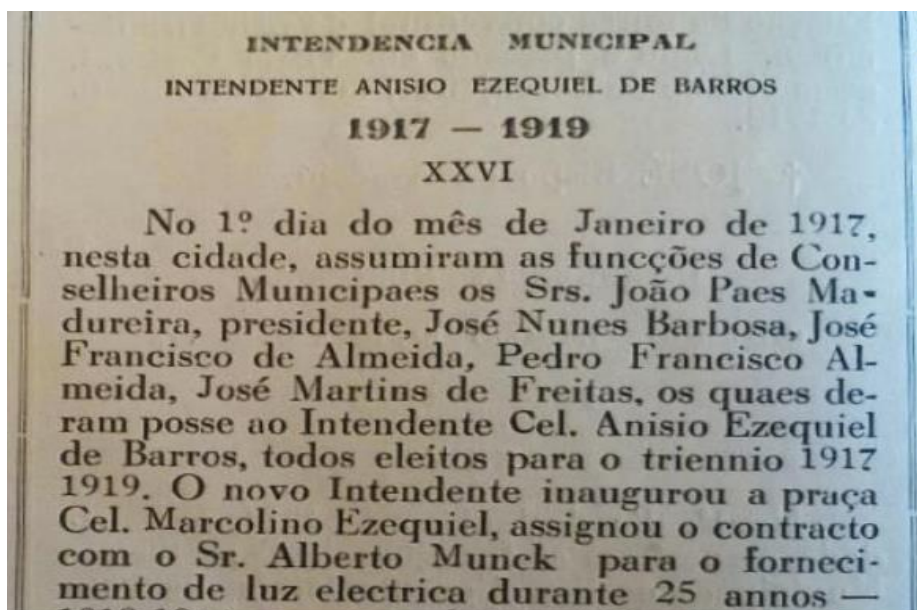 INTENDENCIA MUNICIPAL
INTENDENTE ANISIO EZEQUIEL DE BARROS
1917 — 1919
XXVI
No 1º dia do mês de Janeiro de 1917,
nesta cidade, assumiram as funcções de Con-
selheiros Municipaes os Srs. João Paes Ma-
dureira, presidente, José Nunes Barbosa, José
Francisco de Almeida, Pedro Francisco Al-
meida, José Martins de Freitas, os quaes de-
ram posse ao Intendente Cel. Anisio Ezequiel
de Barros, todos eleitos para o triennio 1917
1919. O novo Intendente inaugurou a praça
Cel. Marcolino Ezequiel, assignou o contracto
com o Sr. Alberto Munck para o forneci-
mento de luz electrica durante 25 annos —